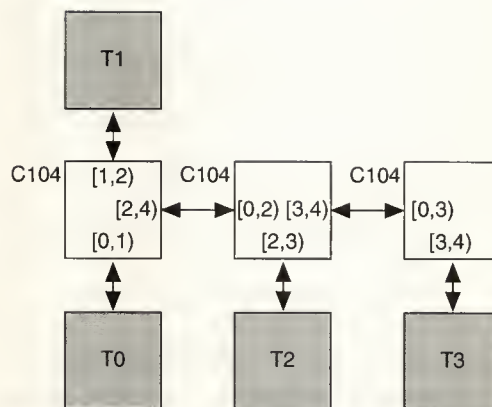 T1
C104 C104 C104
[1,2)
[2,4) [0,2) [3,4) [0,3)
[0,1) [2,3) [3,4)
T0 T2 T3